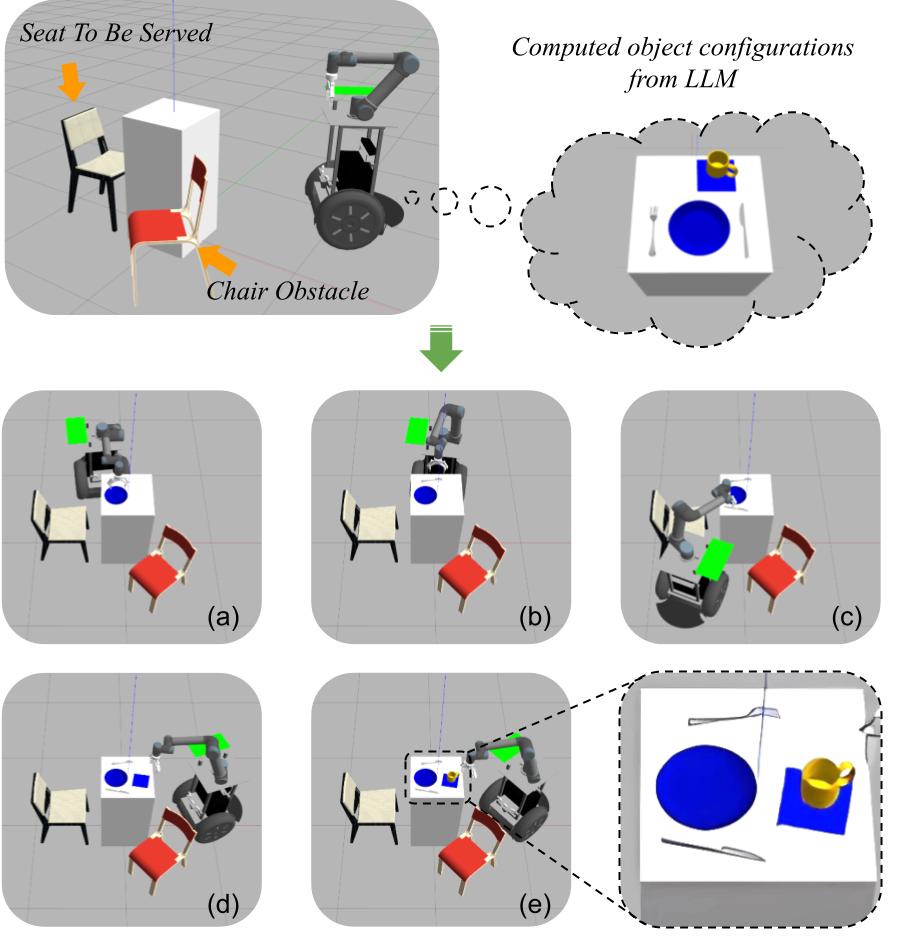 Seat To Be Served
Computed object configurations
from LLM
Chair Obstacle
(a)
(b)
(c)
(d)
(e)